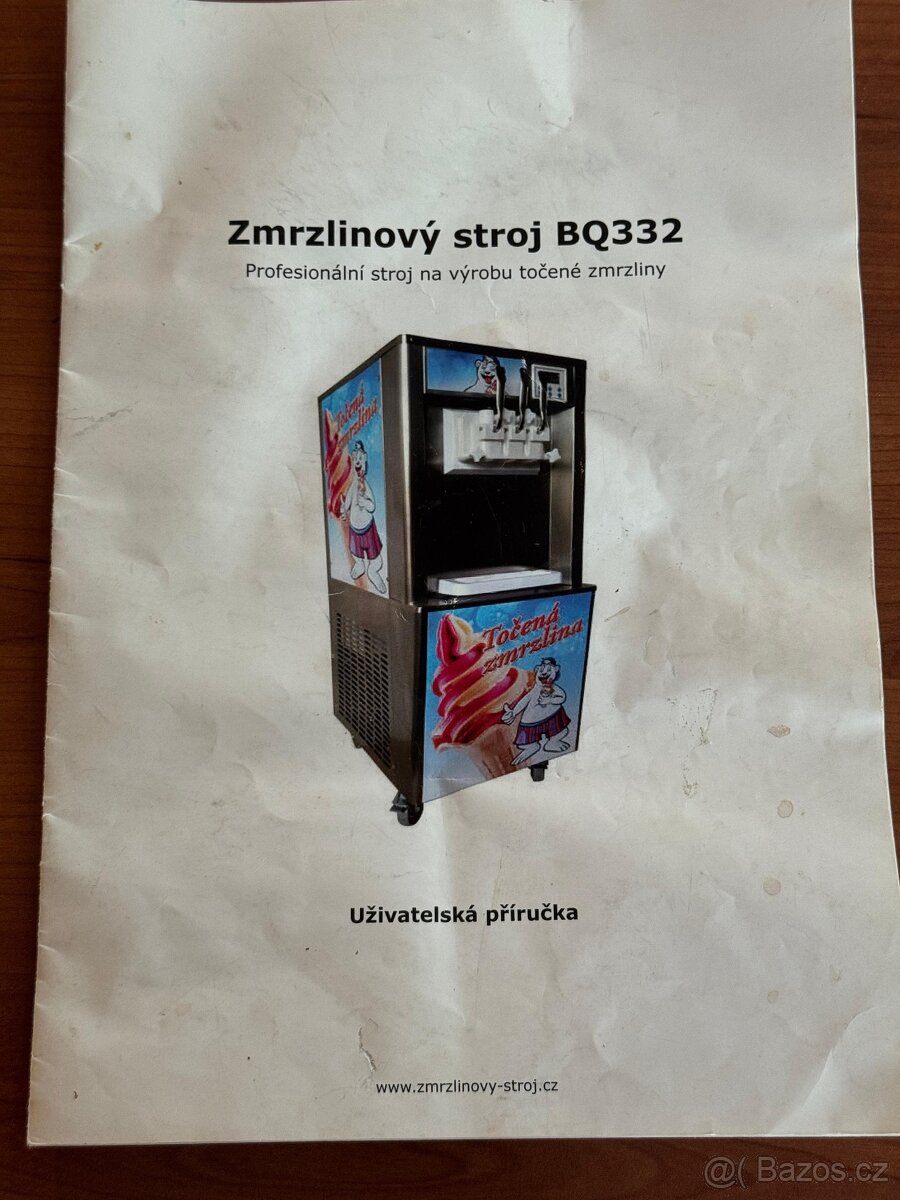 Zmrzlinový stroj BQ332
Profesionální stroj na výrobu točené zmrzliny
Točená
zmrzlina
Točená
zmrzlina
Uživatelská příručka
www.zmrzlinovy-stroj.cz
@( Bazos.cz